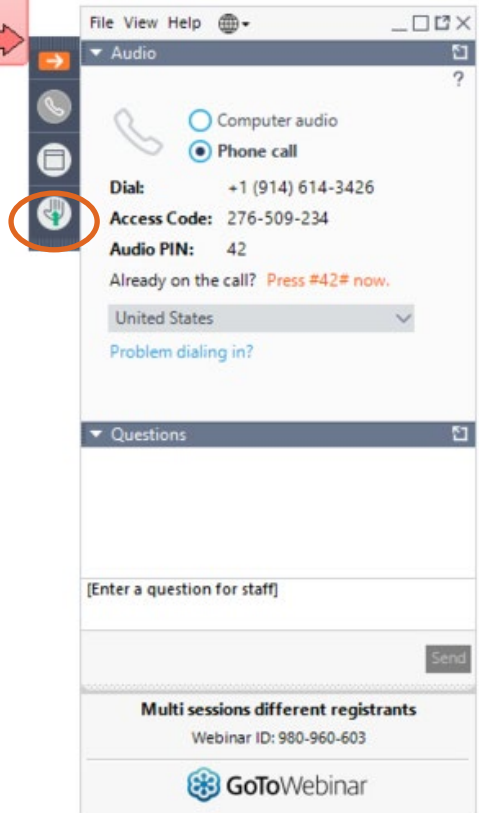 File View Help
Audio
?
Computer audio
Phone call
Dial: +1 (914) 614-3426
Access Code: 276-509-234
Audio PIN: 42
Already on the call? Press #42# now.
United States
Problem dialing in?
Questions
[Enter a question for staff]
Send
Multi sessions different registrants
Webinar ID: 980-960-603
GoToWebinar